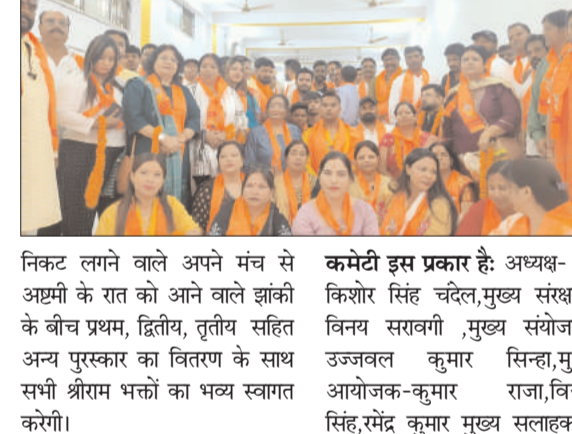 निकट लगने वाले अपने मंच से
अष्टमी के रात को आने वाले झांकी
के बीच प्रथम, द्वितीय, तृतीय सहित
अन्य पुरस्कार का वितरण के साथ
सभी श्रीराम भक्तों का भव्य स्वागत
करेगी।
कमेटी इस प्रकार है: अध्यक्ष-
किशोर सिंह चंदेल,मुख्य संरक्ष
विनय सरावगी ,मुख्य संयोज
उज्जवल कुमार सिन्हा,मु
आयोजक-कुमार राजा,वि
सिंह,रमेंद्र कुमार मुख्य सलाहक